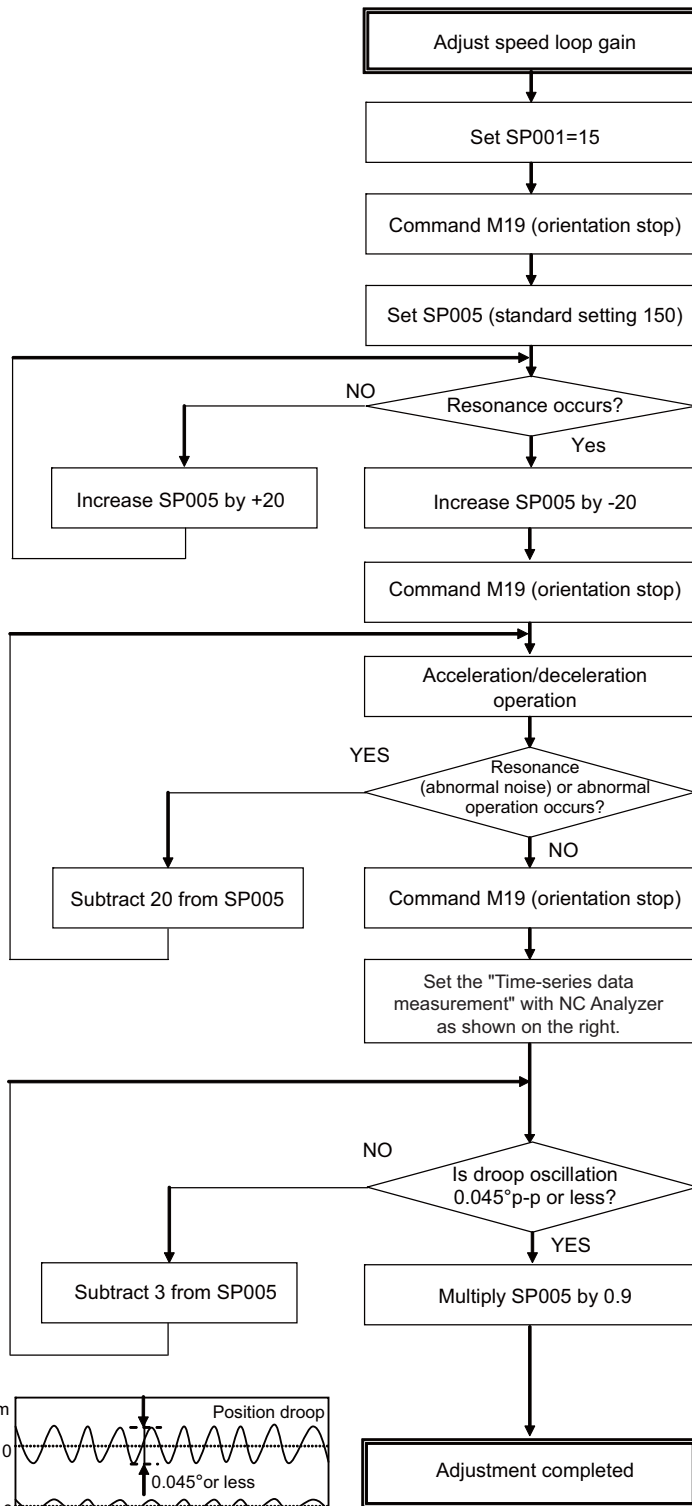 Adjust speed loop gain
Set SP001=15
Command M19 (orientation stop)
Set SP005 (standard setting 150)
NO
Resonance occurs?
Yes
Increase SP005 by +20
Increase SP005 by -20
Command M19 (orientation stop)
Acceleration/deceleration
operation
YES
Resonance
(abnormal noise) or abnormal
operation occurs?
NO
Subtract 20 from SP005
Command M19 (orientation stop)
Set the "Time-series data
measurement" with NC Analyzer
as shown on the right.
NO
Is droop oscillation
0.045°p-p or less?
YES
Subtract 3 from SP005
Multiply SP005 by 0.9
m
Position droop
0
0.045°or less
Adjustment completed